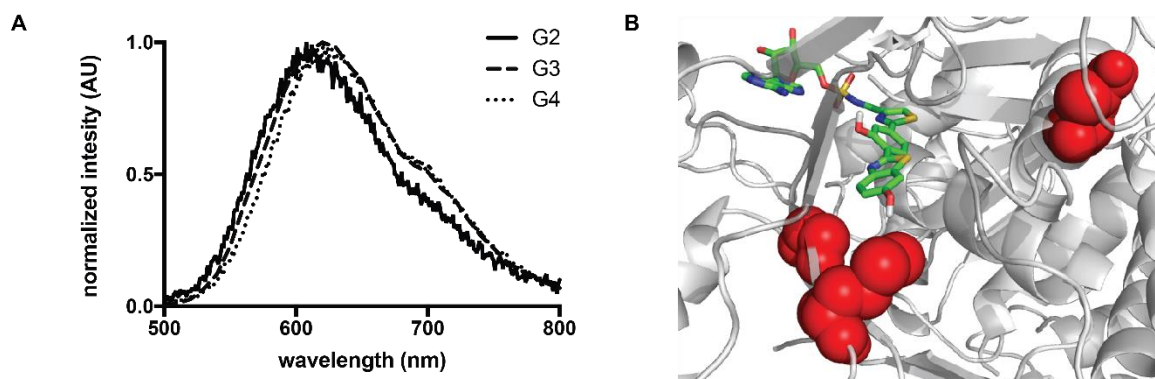 A
B
G2
G3
G4
normalized intesity (AU)
1.0
0.5
0.0
500
600
700
800
wavelength (nm)